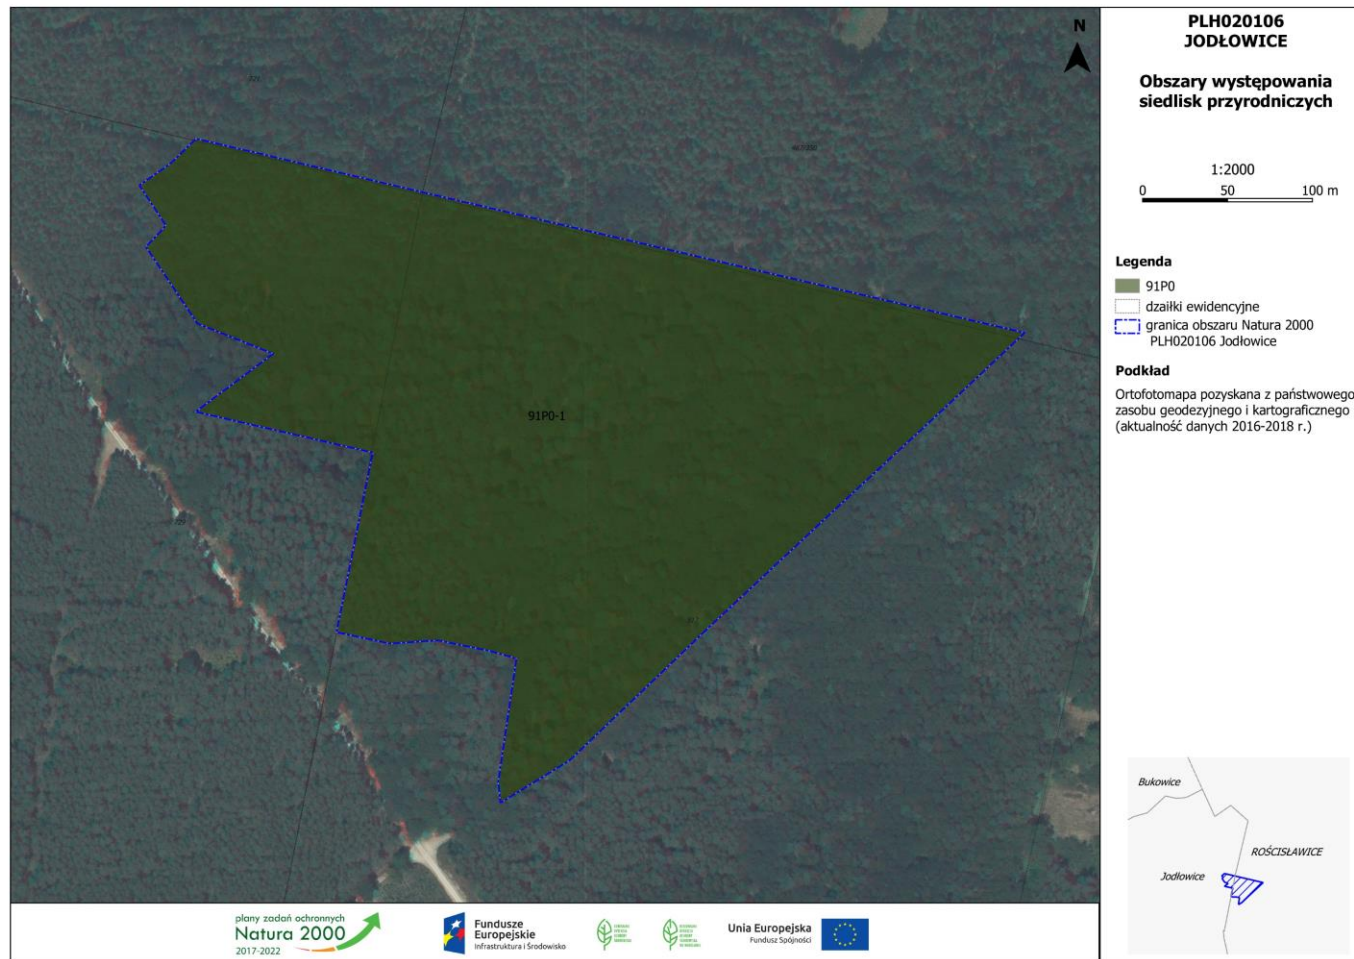 N
91P0-1
PLH020106
JODŁOWICE
Obszary występowania
siedlisk przyrodniczych
1:2000
0 50 100 m
Legenda
91P0
dzaiłki ewidencyjne
granica obszaru Natura 2000
PLH020106 Jodłowice
Podkład
Ortofotomapa pozyskana z państwowego
zasobu geodezyjnego i kartograficznego
(aktualność danych 2016-2018 r.)
Bukowice
ROŚCISŁAWICE
Jodłowice
plany zadań ochronnych
Natura 2000
2017-2022
Fundusze
Europejskie
Infrastruktura i Środowisko
Unia Europejska
Fundusz Spójności